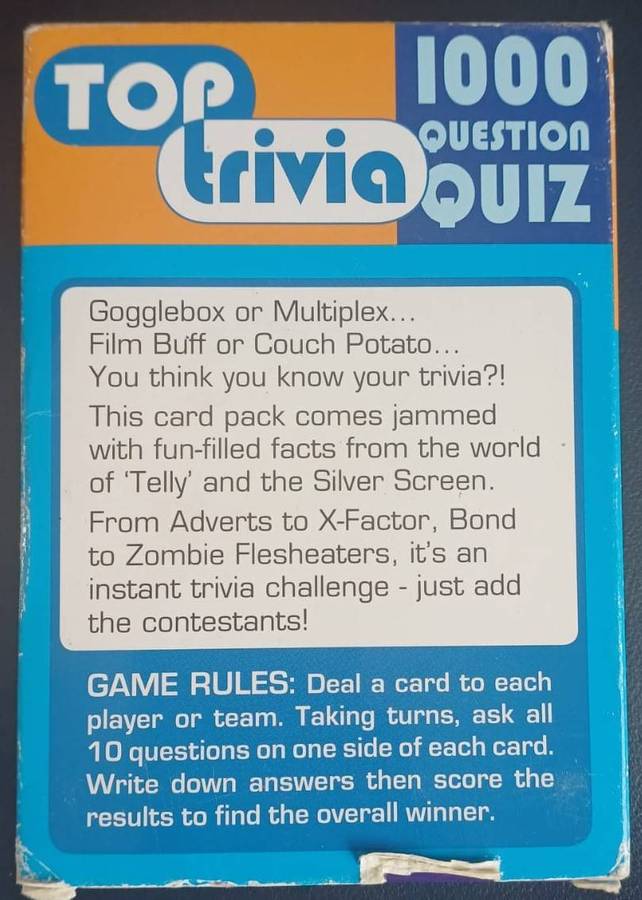 TOP
trivia
1000
QUESTION
QUIZ
Gogglebox or Multiplex...
Film Buff or Couch Potato...
You think you know your trivia?!
This card pack comes jammed
with fun-filled facts from the world
of 'Telly' and the Silver Screen.
From Adverts to X-Factor, Bond
to Zombie Flesheaters, it's an
instant trivia challenge - just add
the contestants!
GAME RULES: Deal a card to each
player or team. Taking turns, ask all
10 questions on one side of each card.
Write down answers then score the
results to find the overall winner.